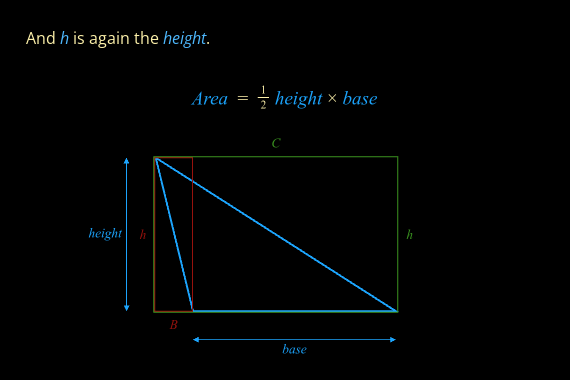 And h is again the height.
Area = 1/2 height × base
C
height
h
h
B
base